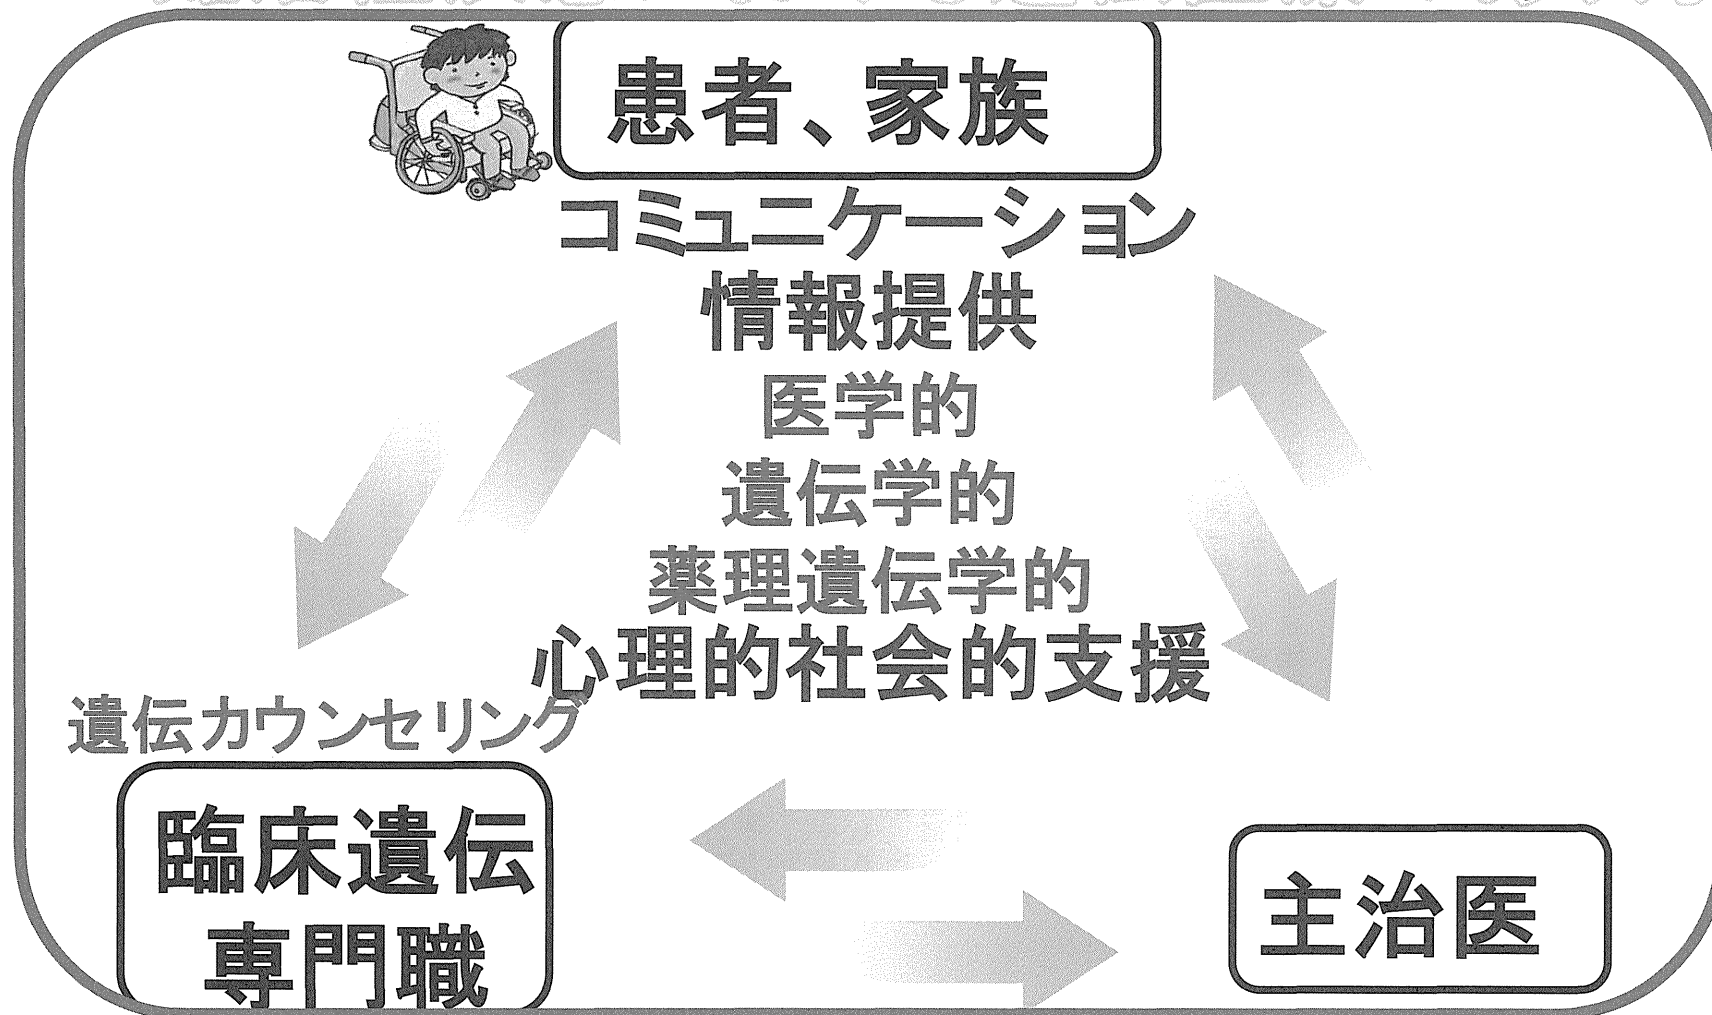 患者、家族
コミュニケーション
情報提供
医学的
遺伝学的
薬理遺伝学的
心理的社会的支援
遺伝カウンセリング
臨床遺伝
専門職
主治医